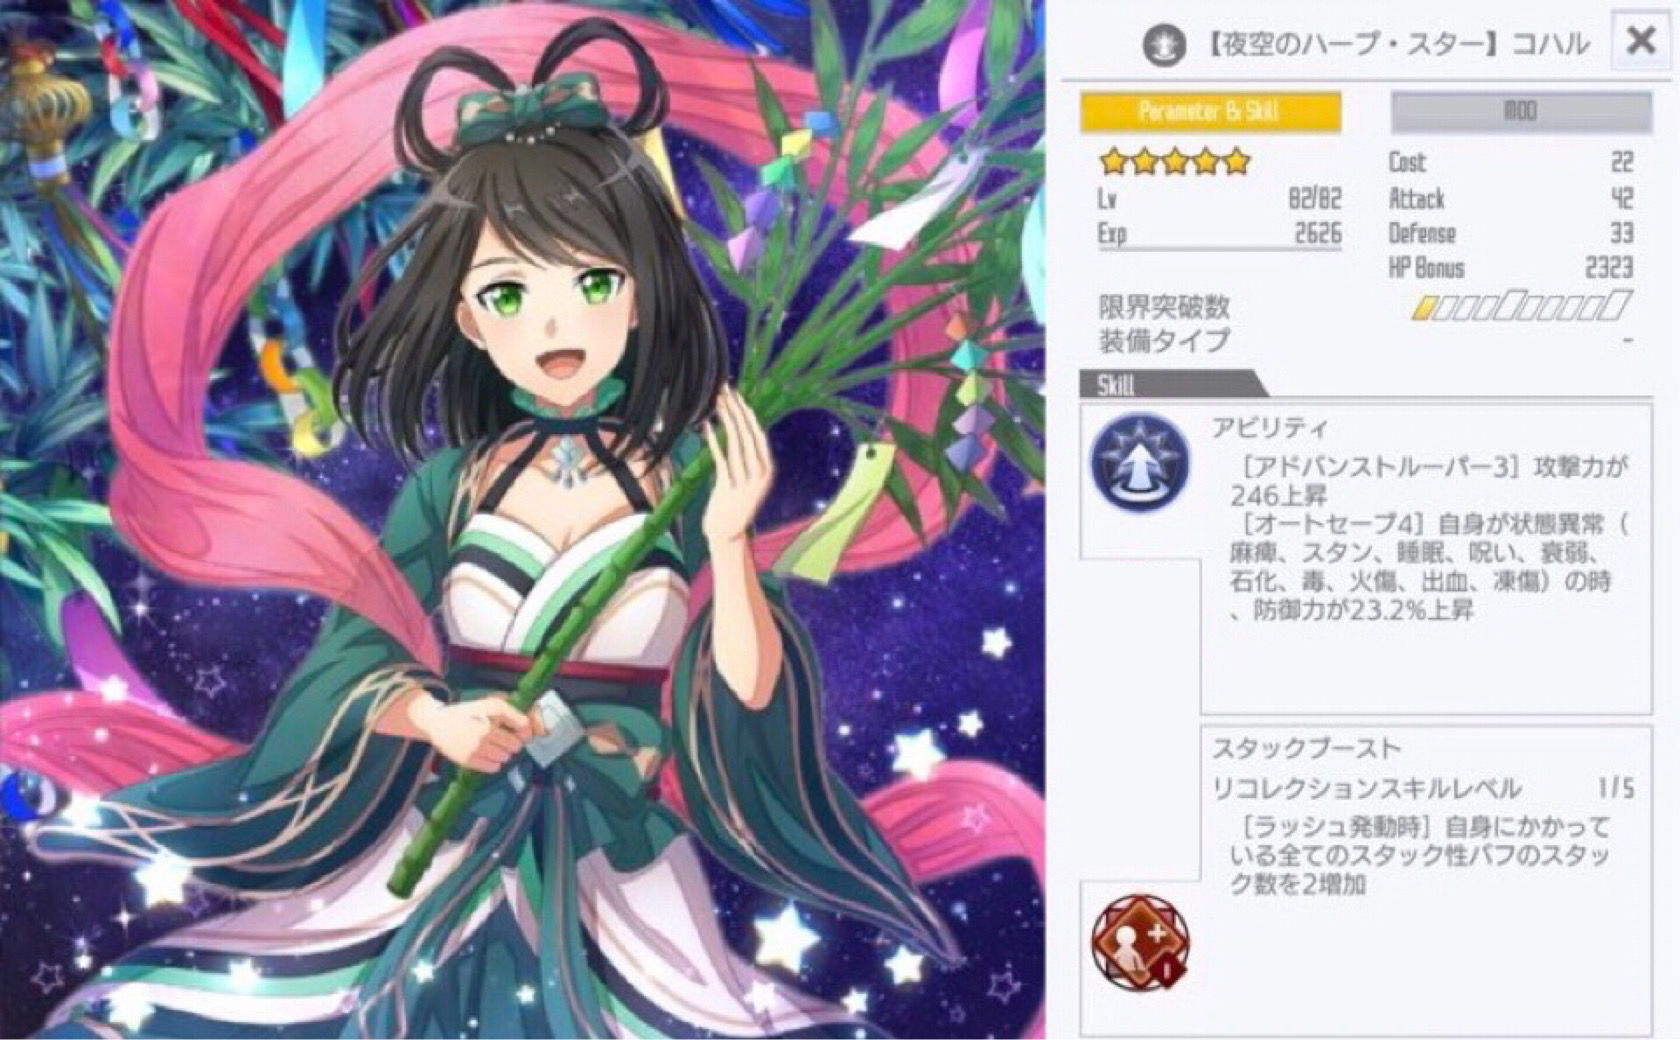 【夜空のハープ・スター】コハル
Parameter & Skill
MOD
Lv 82/82
Exp 2626
Cost 22
Attack 42
Defense 33
HP Bonus 2323
限界突破数
装備タイプ -
Skill
アビリティ
［アドバンストルーパー3］攻撃力が
246上昇
［オートセーブ4］自身が状態異常（
麻痺、スタン、睡眠、呪い、衰弱、
石化、毒、火傷、出血、凍傷）の時
、防御力が23.2%上昇
スタックブースト
リコレクションスキルレベル 1/5
［ラッシュ発動時］自身にかかって
いる全てのスタック性バフのスタッ
ク数を2増加